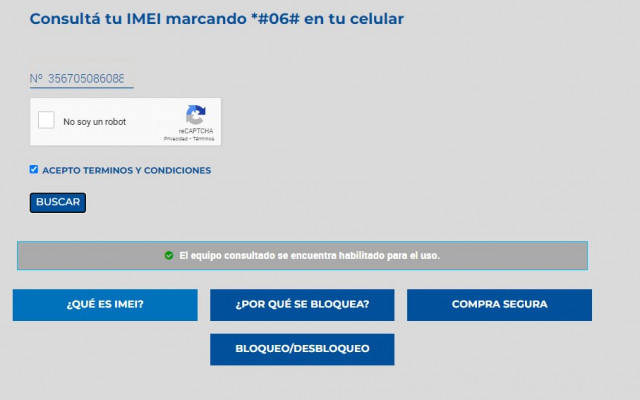 Consultá tu IMEI marcando *#06# en tu celular
Nº 356705086088
No soy un robot
reCAPTCHA
Privacidad - Términos
ACEPTO TERMINOS Y CONDICIONES
BUSCAR
El equipo consultado se encuentra habilitado para el uso.
¿QUÉ ES IMEI?
¿POR QUÉ SE BLOQUEA?
COMPRA SEGURA
BLOQUEO/DESBLOQUEO